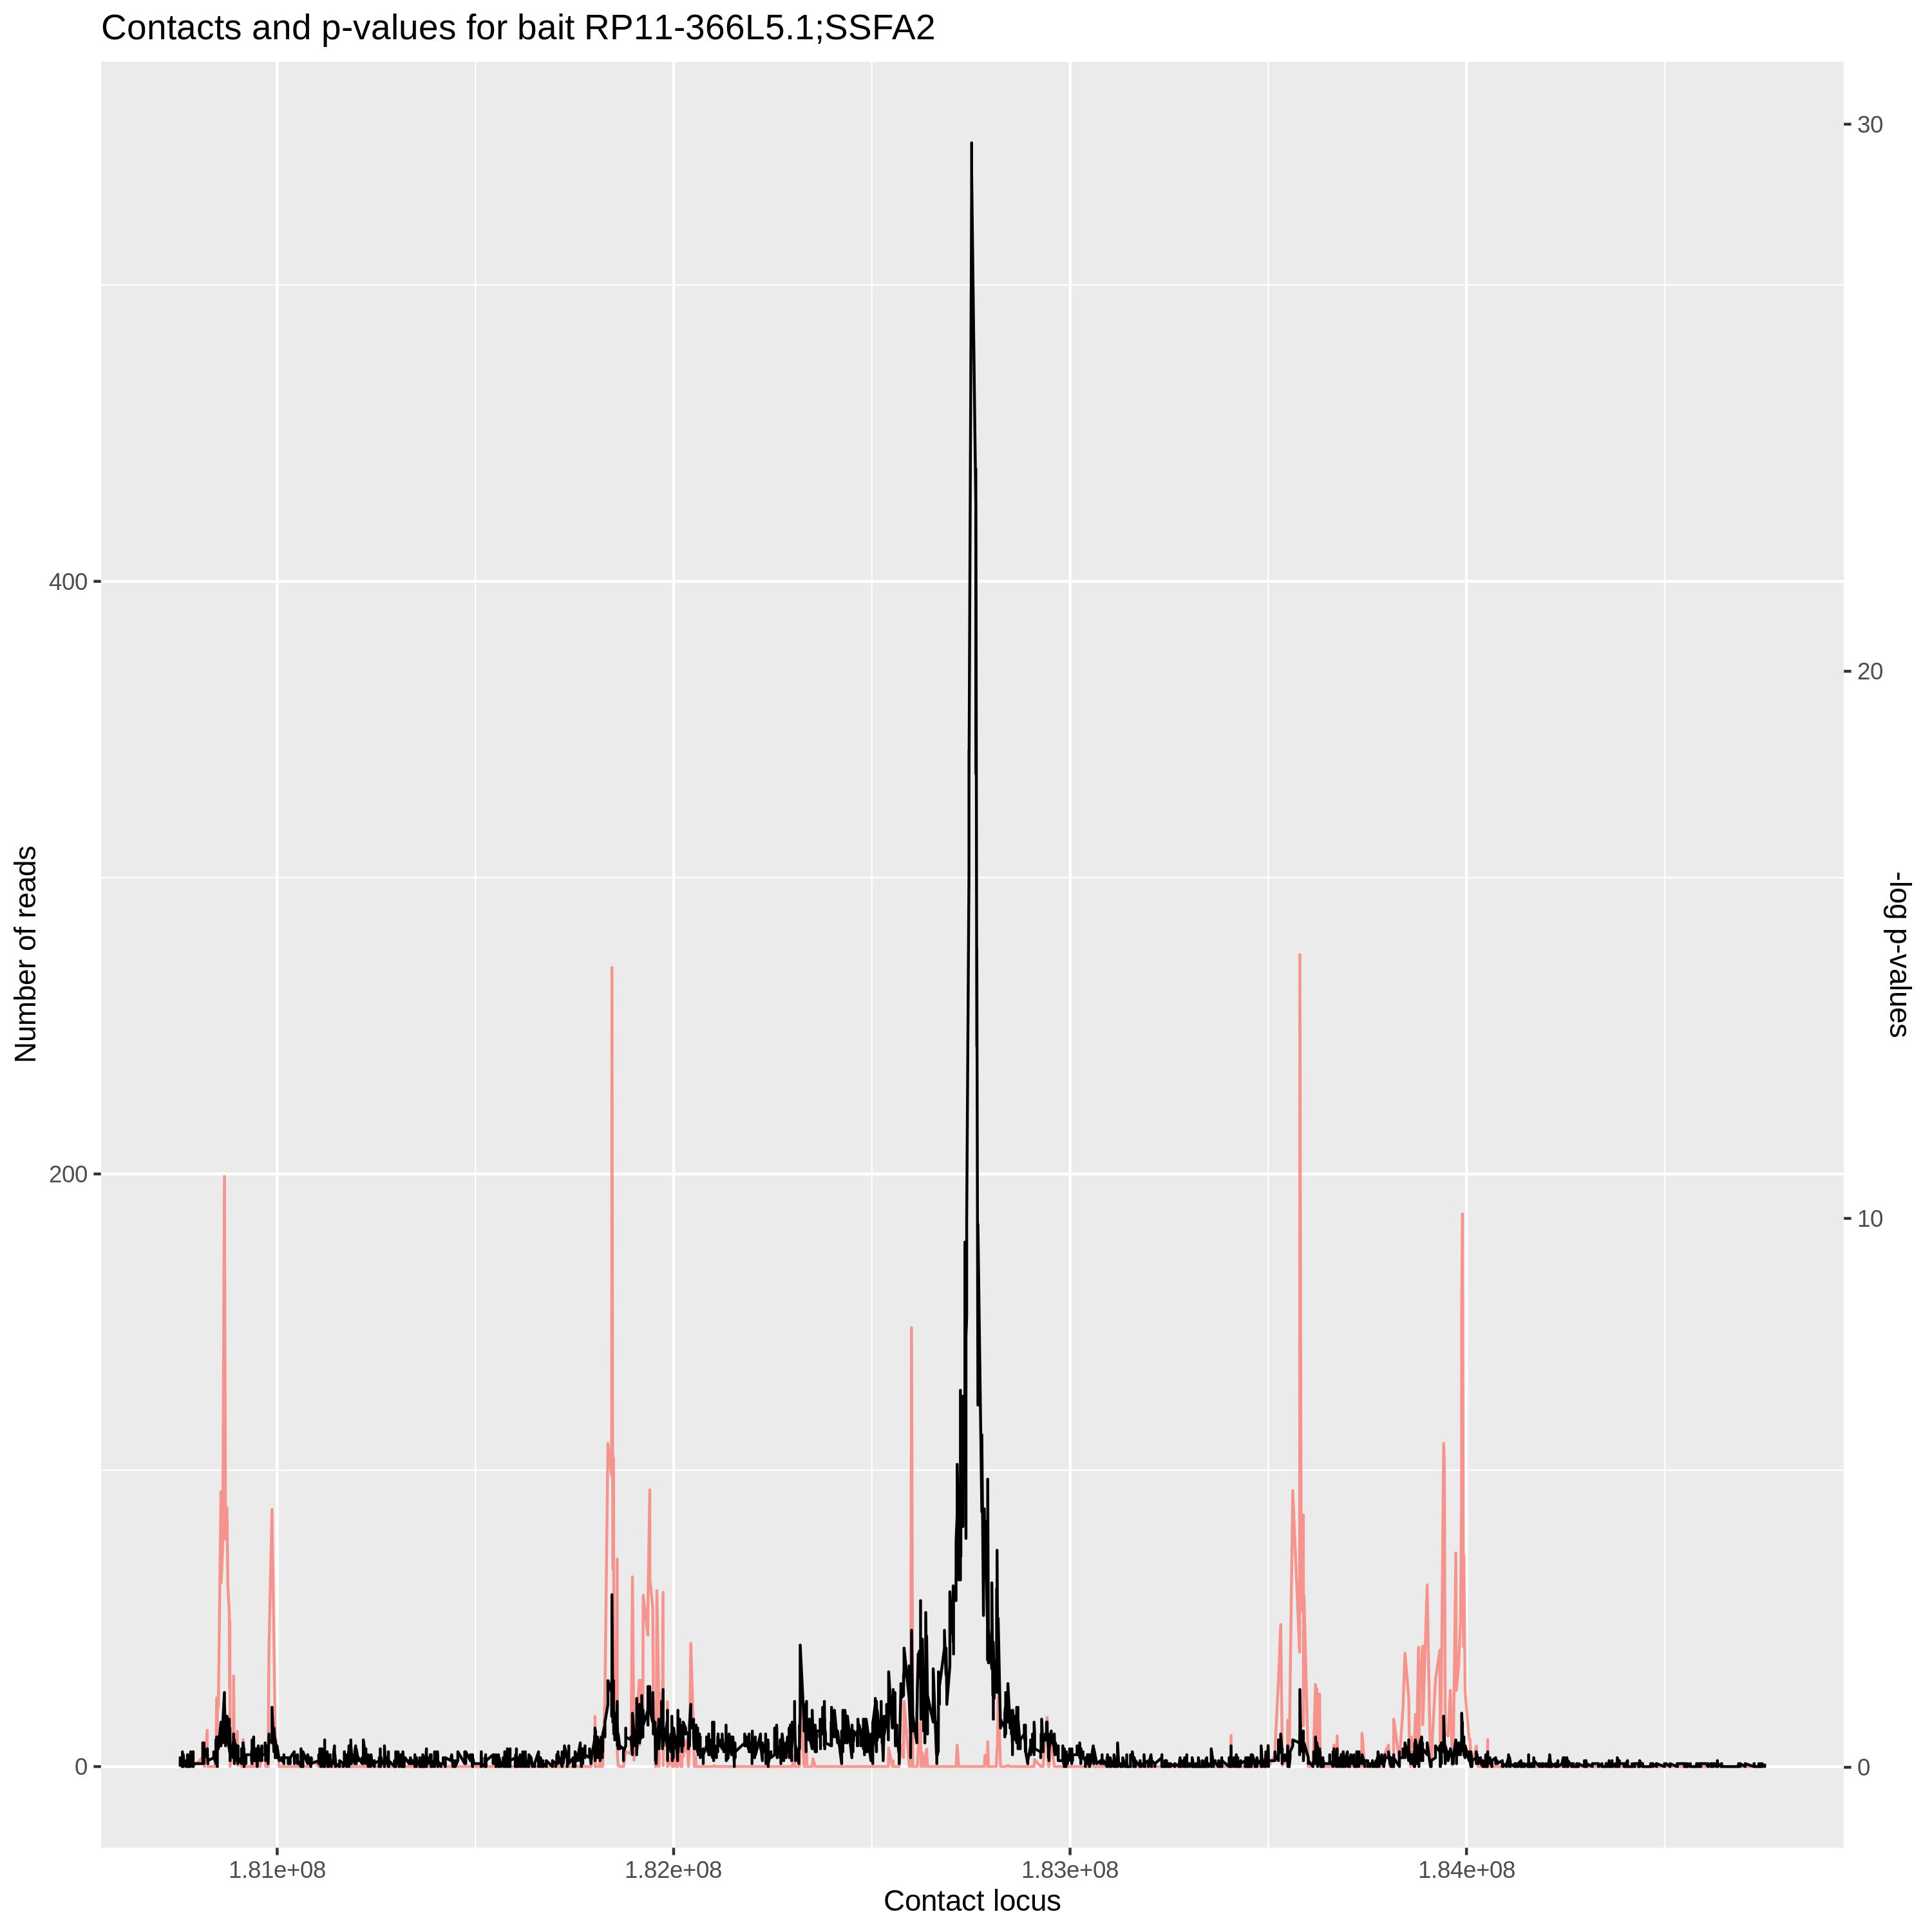 Contacts and p-values for bait RP11-366L5.1;SSFA2
Number of reads
400
200
0
30
20
10
0
-log p-values
1.81e+08
1.82e+08
1.83e+08
1.84e+08
Contact locus